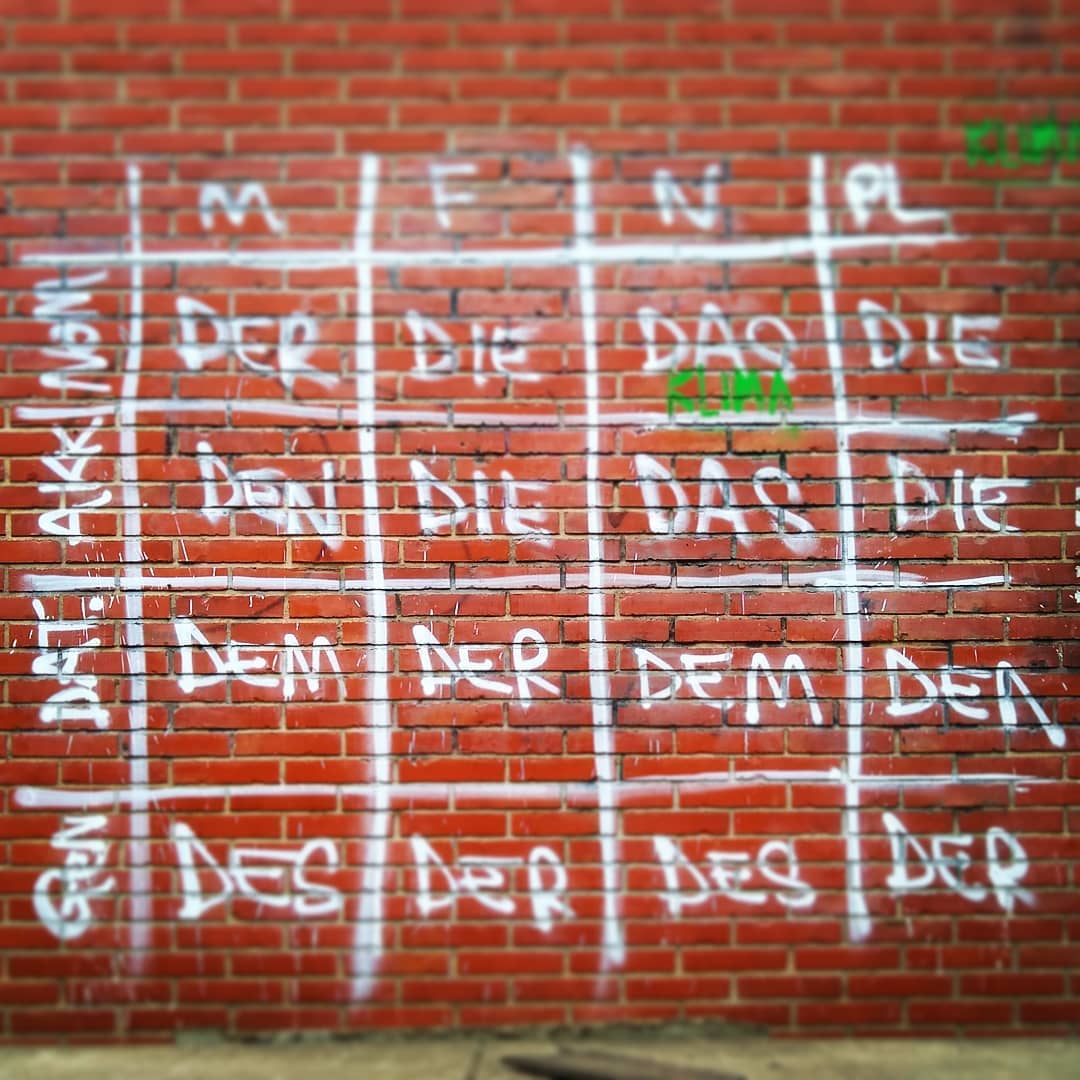 KLIMA
M F N PL
NOM DER DIE DAS DIE
KLIMA
AKK DEN DIE DAS DIE
DAT. DEM DER DEM DEN
GEN DES DER DES DER